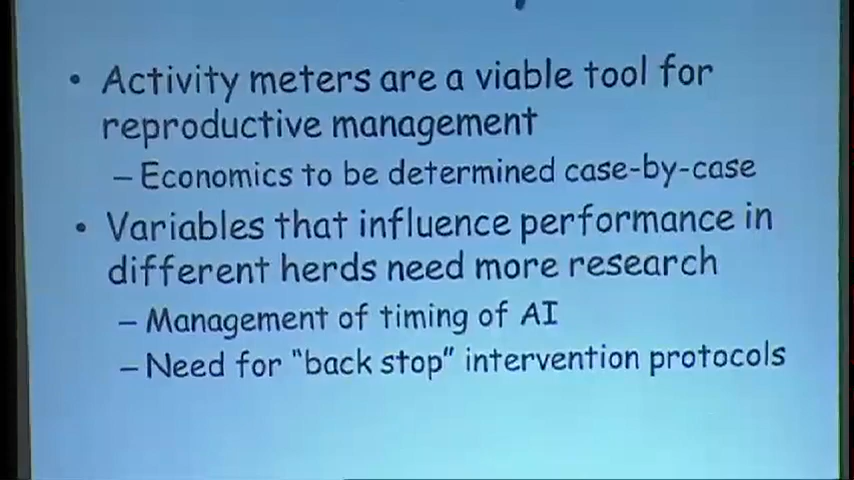 • Activity meters are a viable tool for
reproductive management
– Economics to be determined case-by-case
• Variables that influence performance in
different herds need more research
– Management of timing of AI
– Need for "back stop" intervention protocols